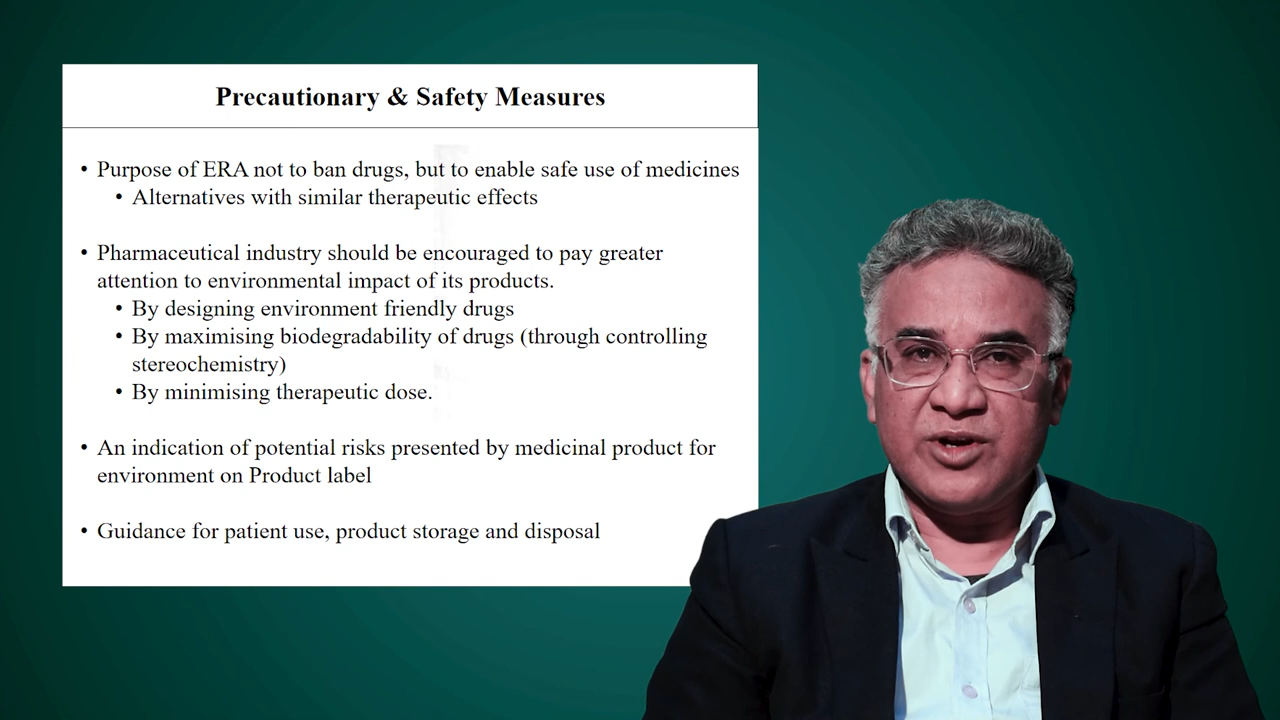 Precautionary & Safety Measures
• Purpose of ERA not to ban drugs, but to enable safe use of medicines
• Alternatives with similar therapeutic effects
• Pharmaceutical industry should be encouraged to pay greater
attention to environmental impact of its products.
• By designing environment friendly drugs
• By maximising biodegradability of drugs (through controlling
stereochemistry)
• By minimising therapeutic dose.
• An indication of potential risks presented by medicinal product for
environment on Product label
• Guidance for patient use, product storage and disposal